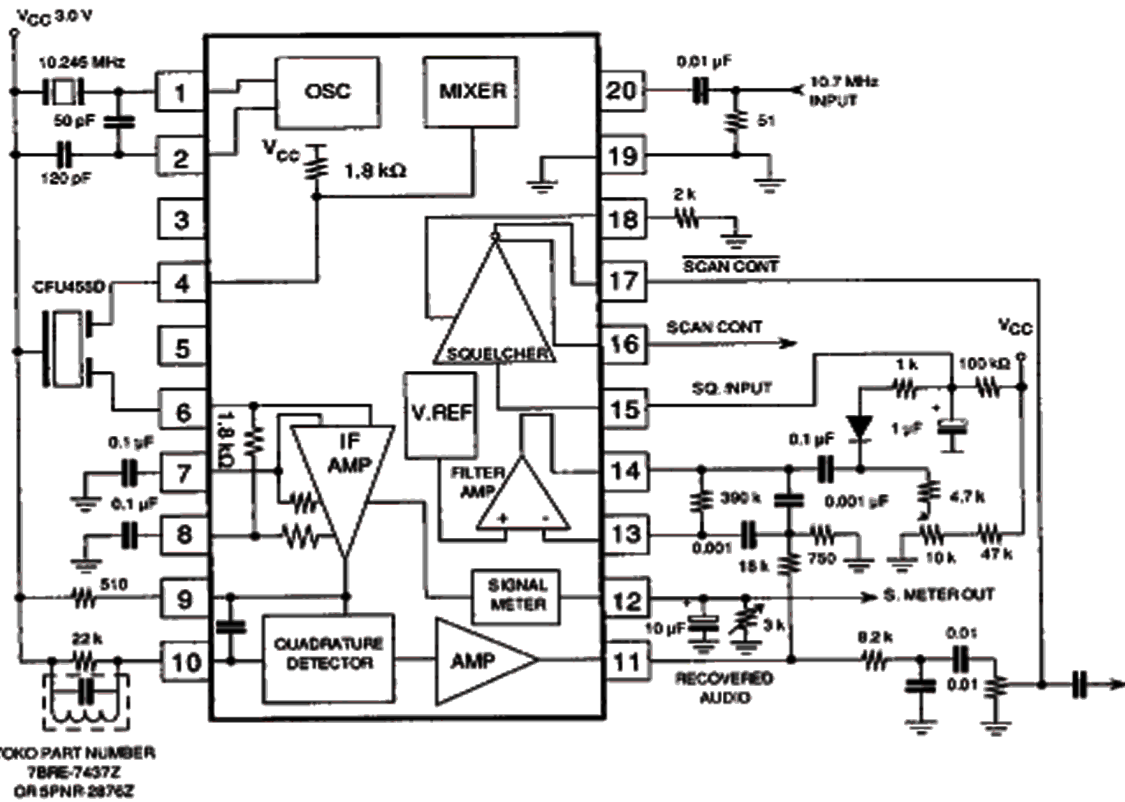 VCC 3.0 V
10.245 MHz
50 pF
120 pF
1
2
3
4
5
6
7
8
9
10
CFU455D
0.1 µF
0.1 µF
510
22 k
TOKO PART NUMBER
7BRE-7437Z
OR 5PNR-2876Z
OSC
MIXER
VCC
1.8 kΩ
SQUELCHER
V.REF
1.8 kΩ
IF
AMP
FILTER
AMP
+ -
SIGNAL
METER
QUADRATURE
DETECTOR
AMP
20
19
18
17
16
15
14
13
12
11
0.01 µF
10.7 MHz
INPUT
51
2 k
SCAN CONT
SCAN CONT
VCC
SQ. INPUT
1 k
100 kΩ
+
1 µF
0.1 µF
390 k
0.001 µF
4.7 k
0.001
15 k
750
10 k
47 k
S. METER OUT
+
10 µF
3 k
RECOVERED
AUDIO
8.2 k
0.01
0.01